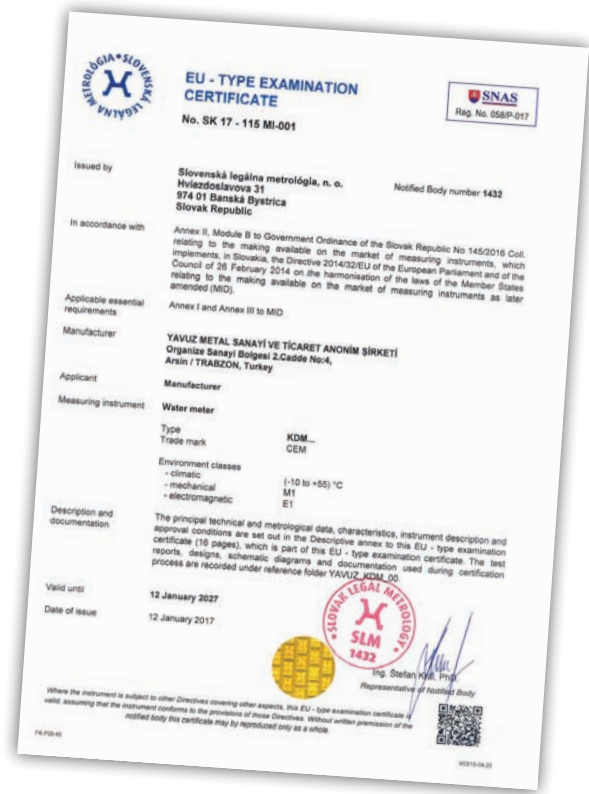 SLOVENSKÁ LEGÁLNA METROLÓGIA
EU - TYPE EXAMINATION
CERTIFICATE
No. SK 17 - 115 MI-001
SNAS
Reg. No. 058/P-017
Issued by
Slovenská legálna metrológia, n. o.
Hviezdoslavova 31
974 01 Banská Bystrica
Slovak Republic
Notified Body number 1432
In accordance with
Annex II, Module B to Government Ordinance of the Slovak Republic No 145/2016 Coll.
relating to the making available on the market of measuring instruments, which
implements, in Slovakia, the Directive 2014/32/EU of the European Parliament and of the
Council of 26 February 2014 on the harmonisation of the laws of the Member States
relating to the making available on the market of measuring instruments as later
amended (MID).
Applicable essential
requirements
Annex I and Annex III to MID
Manufacturer
YAVUZ METAL SANAYİ VE TİCARET ANONİM ŞİRKETİ
Organize Sanayi Bolgesi 2.Cadde No:4,
Arsin / TRABZON, Turkey
Applicant
Manufacturer
Measuring instrument
Water meter
Type
KDM...
Trade mark
CEM
Environment classes
- climatic
(-10 to +55) °C
- mechanical
M1
- electromagnetic
E1
Description and
documentation
The principal technical and metrological data, characteristics, instrument description and
approval conditions are set out in the Descriptive annex to this EU - type examination
certificate (16 pages), which is part of this EU - type examination certificate. The test
reports, designs, schematic diagrams and documentation used during certification
process are recorded under reference folder YAVUZ_KDM_00.
Valid until
12 January 2027
Date of issue
12 January 2017
SLOVAK LEGAL METROLOGY
SLM
1432
Ing. Štefan Král, PhD.
Representative of Notified Body
Where the instrument is subject to other Directives covering other aspects, this EU - type examination certificate is
valid, assuming that the instrument conforms to the provisions of those Directives. Without written premission of the
notified body this certificate may by reproduced only as a whole.